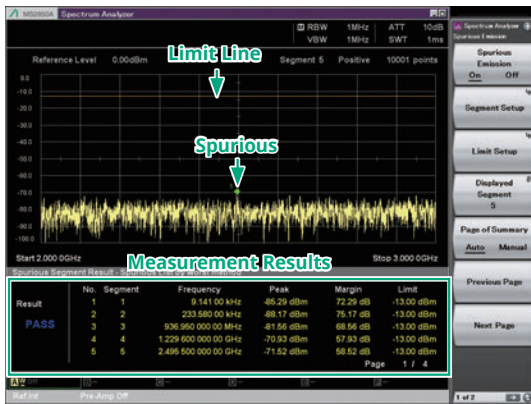 MS2850A Spectrum Analyzer
RBW 1MHz ATT 10dB
VBW 1MHz SWT 1ms
Reference Level 0.00dBm Segment 5 Positive 10001 points
Limit Line
0.0
-10.0
-20.0
-30.0
-40.0
-50.0
-60.0
-70.0
-80.0
-90.0
-100.0
Spurious
Start 2.000 0GHz Stop 3.000 0GHz
Measurement Results
Spurious Segment Result - Spurious List by Worst Method
No. Segment Frequency Peak Margin Limit
Result
PASS
1 1 9.141 00 kHz -85.29 dBm 72.29 dB -13.00 dBm
2 2 233.580 00 kHz -88.17 dBm 75.17 dB -13.00 dBm
3 3 936.950 000 00 MHz -81.56 dBm 68.56 dB -13.00 dBm
4 4 1.229 600 000 00 GHz -70.93 dBm 57.93 dB -13.00 dBm
5 5 2.495 500 000 00 GHz -71.52 dBm 58.52 dB -13.00 dBm
Page 1 / 4
Off
Ref.Int Pre-Amp Off
Spectrum Analyzer
Spurious Emission
Spurious
Emission
On Off
Segment Setup
Limit Setup
Displayed
Segment
5
Page of Summary
Auto Manual
Previous Page
Next Page
1 of 2